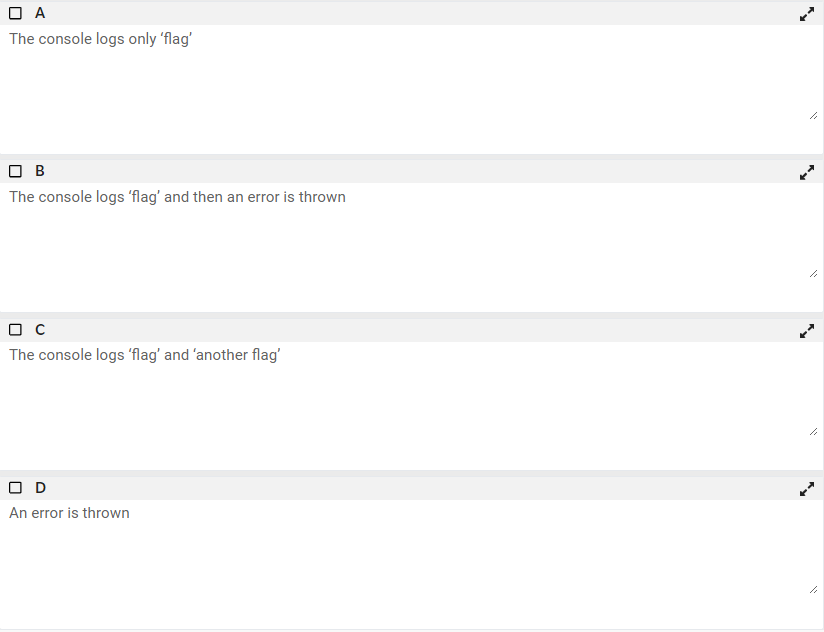 A
The console logs only ‘flag’
B
The console logs ‘flag’ and then an error is thrown
C
The console logs ‘flag’ and ‘another flag’
D
An error is thrown